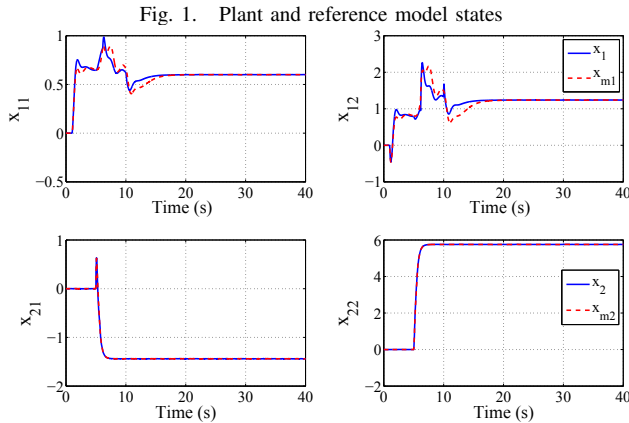 Fig. 1. Plant and reference model states
1
0.5
0
−0.5
0 10 20 30 40
x11
Time (s)
3
2
1
0
−1
0 10 20 30 40
x12
Time (s)
x1
xm1
1
0
−1
−2
0 10 20 30 40
x21
Time (s)
6
4
2
0
−2
0 10 20 30 40
x22
Time (s)
x2
xm2